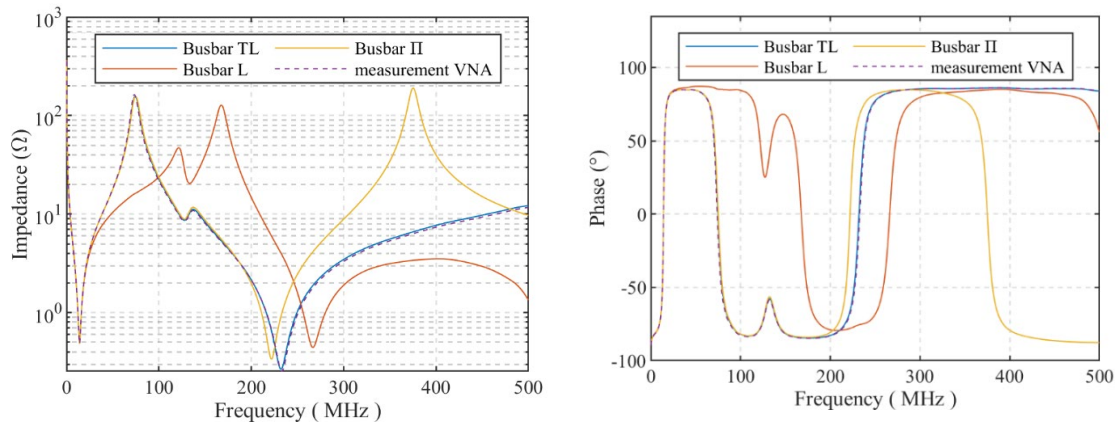 Busbar TL
Busbar Π
Busbar L
measurement VNA
Impedance (Ω)
10³
10²
10¹
10⁰
0
100
200
300
400
500
Frequency ( MHz)
Busbar TL
Busbar Π
Busbar L
measurement VNA
Phase (°)
100
50
0
-50
-100
0
100
200
300
400
500
Frequency ( MHz)